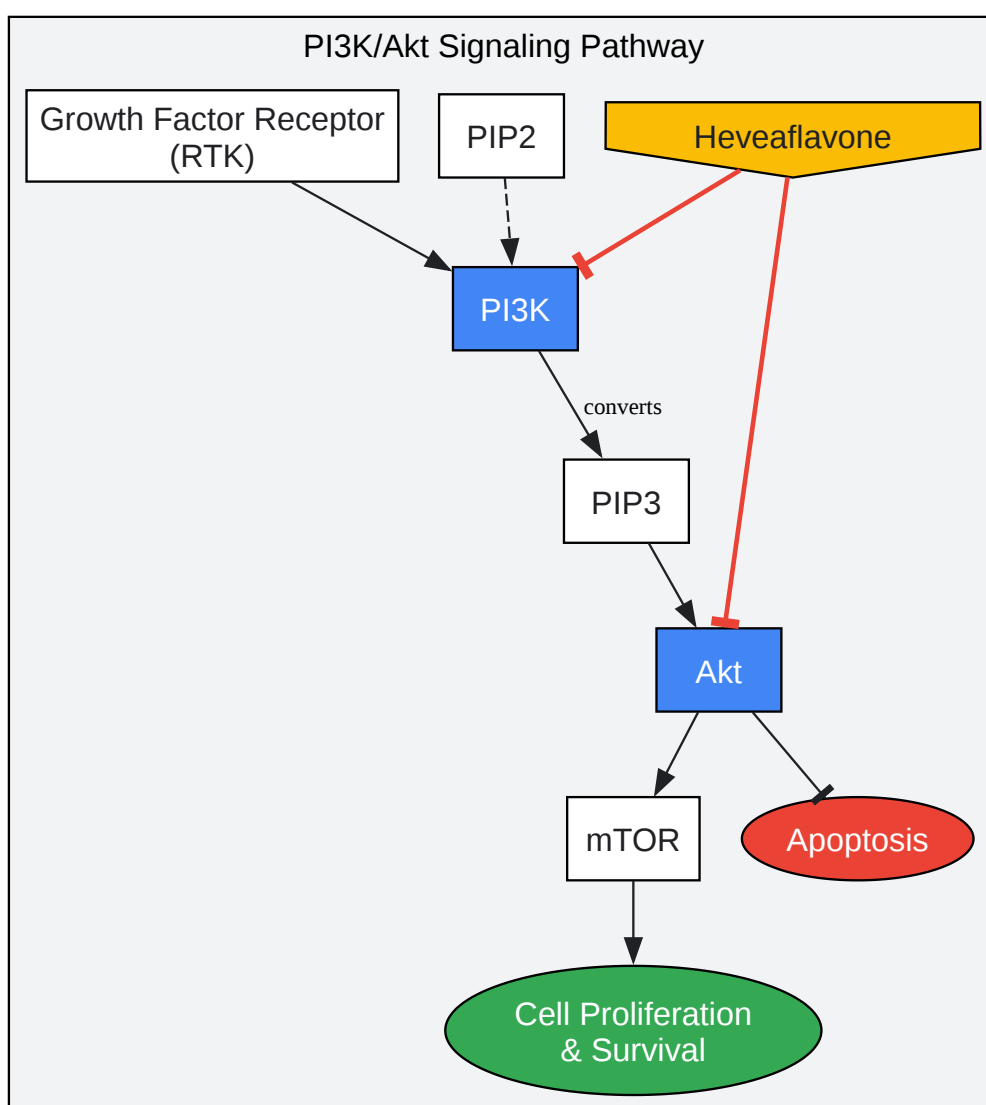 PI3K/Akt Signaling Pathway
Growth Factor Receptor
(RTK)
PIP2
Heveaflavone
PI3K
converts
PIP3
Akt
mTOR
Apoptosis
Cell Proliferation
& Survival